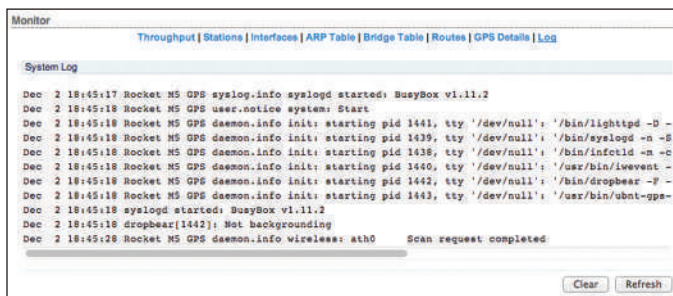 Monitor
Throughput | Stations | Interfaces | ARP Table | Bridge Table | Routes | GPS Details | Log
System Log
Dec 2 18:45:17 Rocket M5 GPS syslog.info syslogd started: BusyBox v1.11.2
Dec 2 18:45:18 Rocket M5 GPS user.notice system: Start
Dec 2 18:45:18 Rocket M5 GPS daemon.info init: starting pid 1441, tty '/dev/null': '/bin/lighttpd -D -
Dec 2 18:45:18 Rocket M5 GPS daemon.info init: starting pid 1439, tty '/dev/null': '/bin/syslogd -n -S
Dec 2 18:45:18 Rocket M5 GPS daemon.info init: starting pid 1438, tty '/dev/null': '/bin/infctld -m -c
Dec 2 18:45:18 Rocket M5 GPS daemon.info init: starting pid 1440, tty '/dev/null': '/usr/bin/iwevent -
Dec 2 18:45:18 Rocket M5 GPS daemon.info init: starting pid 1442, tty '/dev/null': '/bin/dropbear -F -
Dec 2 18:45:18 Rocket M5 GPS daemon.info init: starting pid 1443, tty '/dev/null': '/usr/bin/ubnt-gps-
Dec 2 18:45:18 syslogd started: BusyBox v1.11.2
Dec 2 18:45:18 dropbear[1442]: Not backgrounding
Dec 2 18:45:28 Rocket M5 GPS daemon.info wireless: ath0 Scan request completed
Clear Refresh